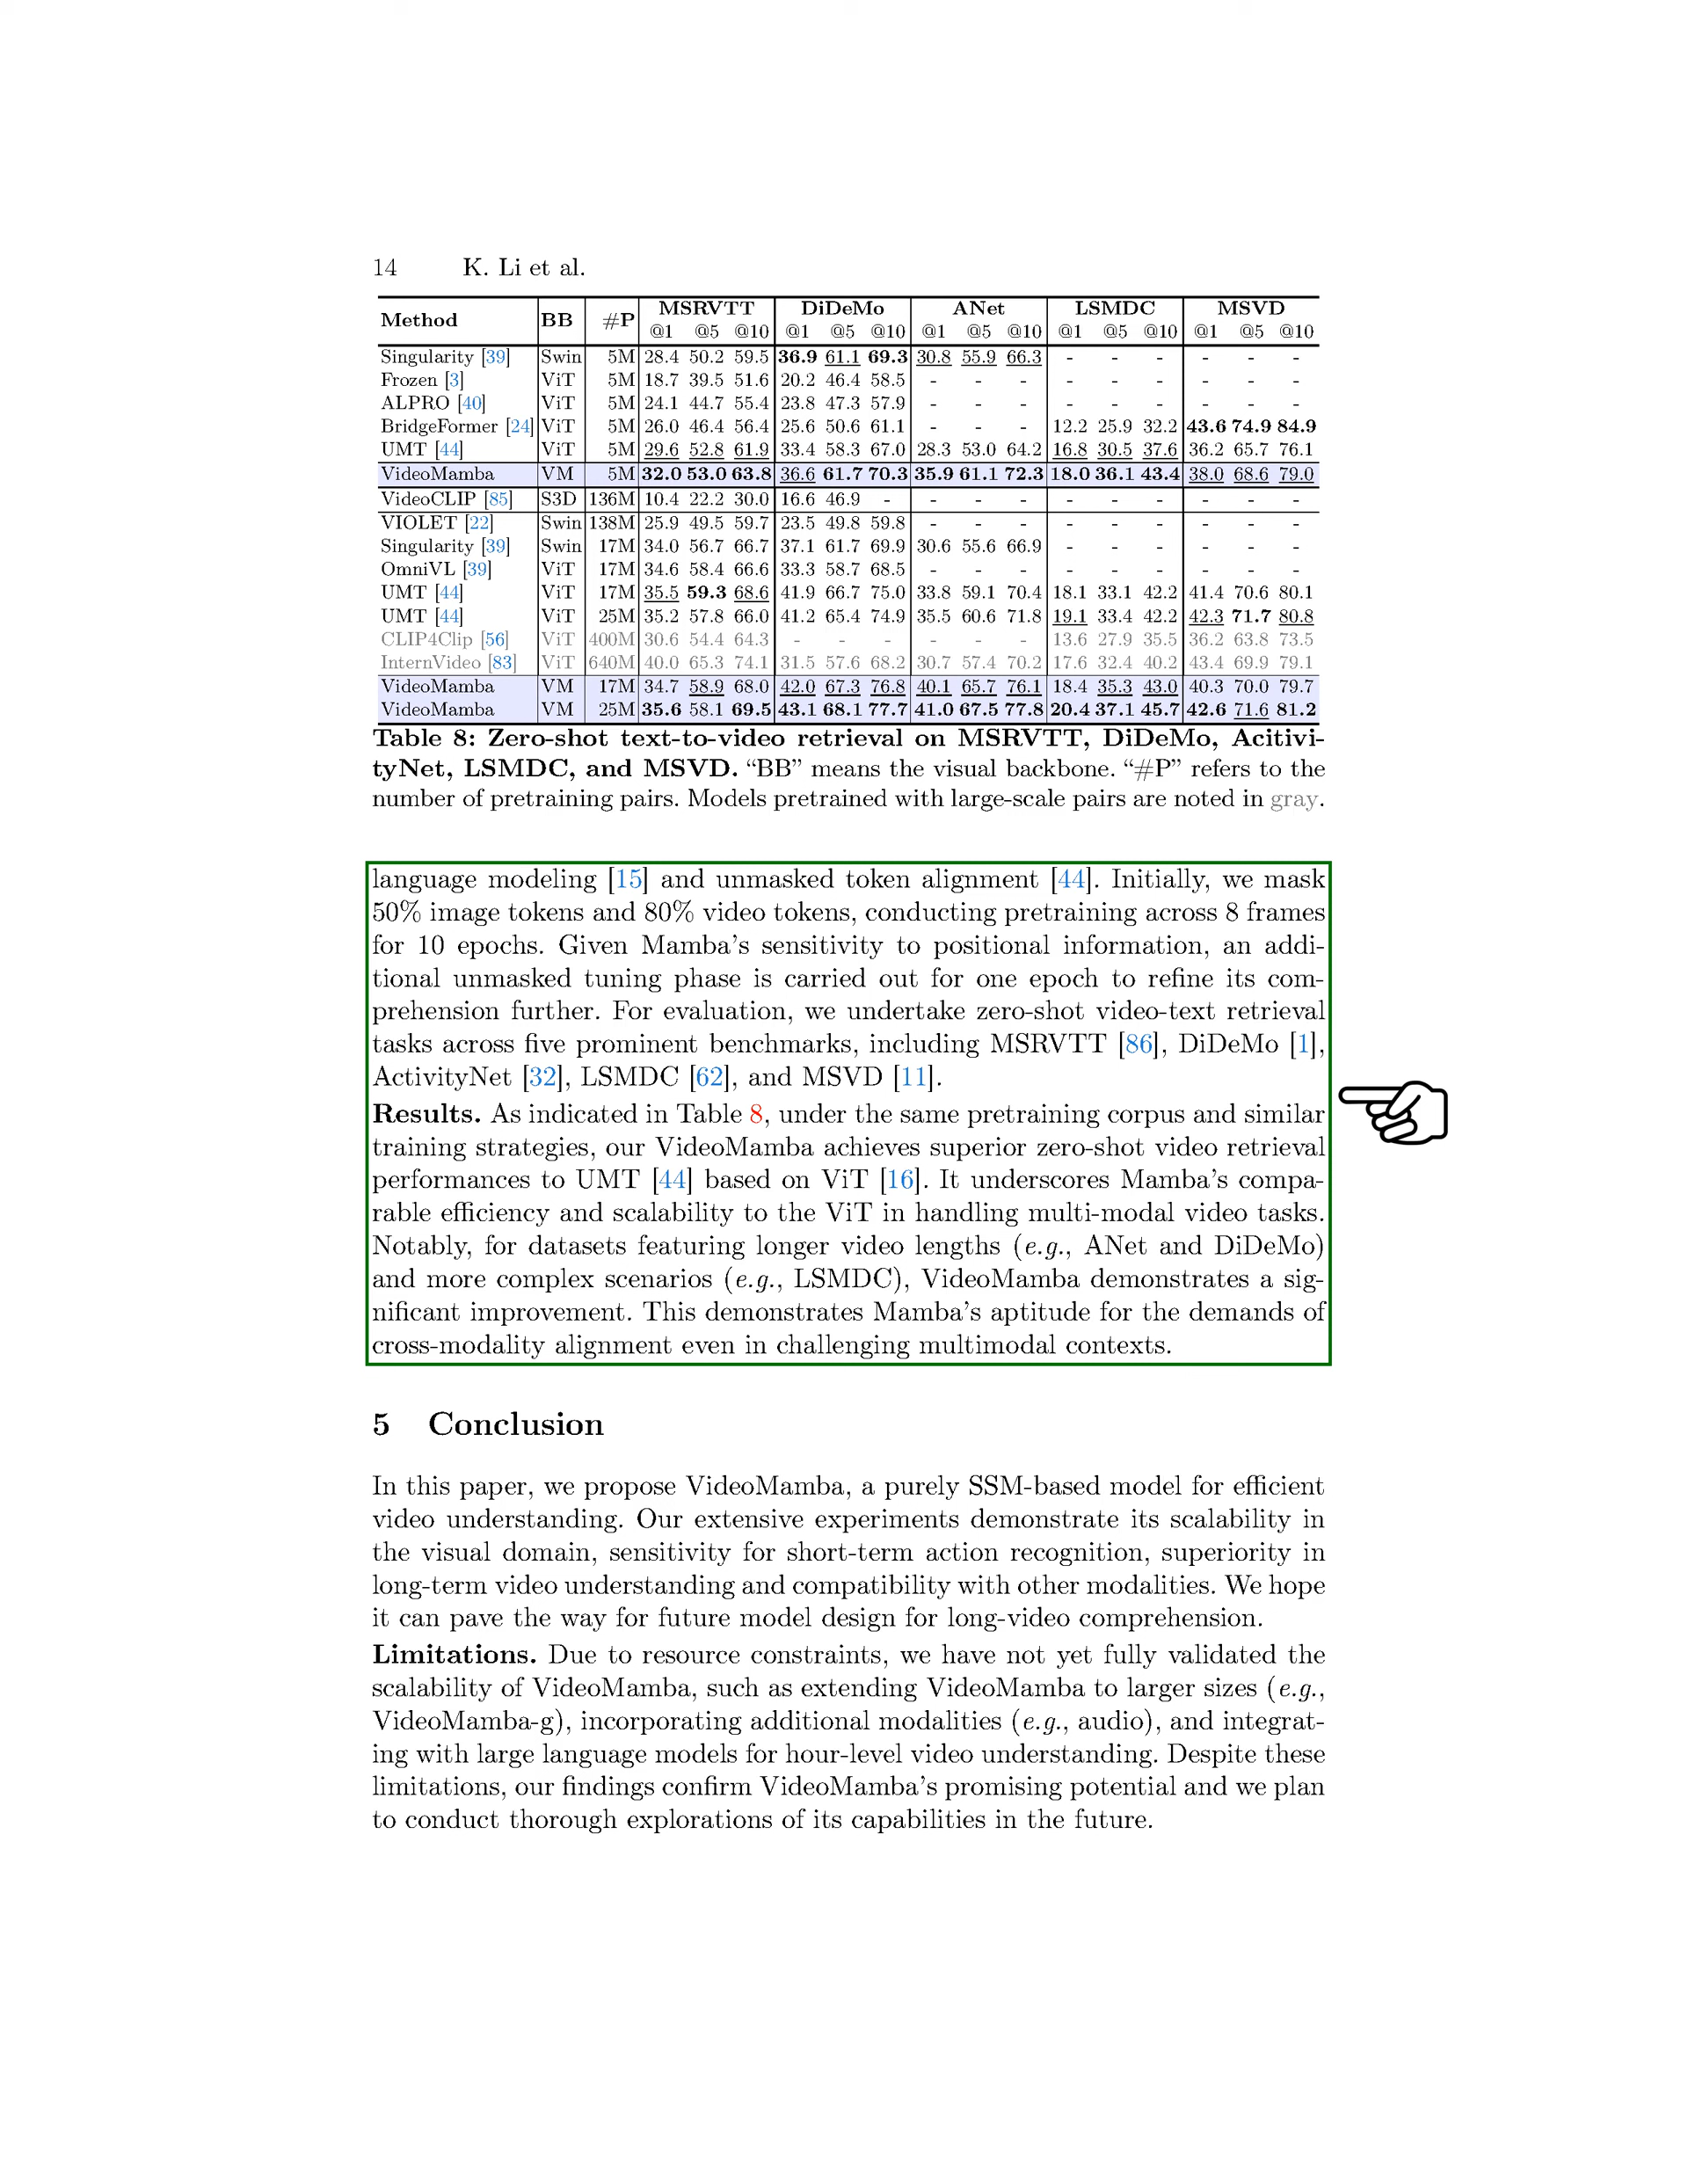 14 K. Li et al.
Method BB #P MSRVTT DiDeMo ANet LSMDC MSVD
@1 @5 @10 @1 @5 @10 @1 @5 @10 @1 @5 @10 @1 @5 @10
Singularity [39] Swin 5M 28.4 50.2 59.5 36.9 61.1 69.3 30.8 55.9 66.3 - - - - - -
Frozen [3] ViT 5M 18.7 39.5 51.6 20.2 46.4 58.5 - - - - - - - - -
ALPRO [40] ViT 5M 24.1 44.7 55.4 23.8 47.3 57.9 - - - - - - - - -
BridgeFormer [24] ViT 5M 26.0 46.4 56.4 25.6 50.6 61.1 - - - 12.2 25.9 32.2 43.6 74.9 84.9
UMT [44] ViT 5M 29.6 52.8 61.9 33.4 58.3 67.0 28.3 53.0 64.2 16.8 30.5 37.6 36.2 65.7 76.1
VideoMamba VM 5M 32.0 53.0 63.8 36.6 61.7 70.3 35.9 61.1 72.3 18.0 36.1 43.4 38.0 68.6 79.0
VideoCLIP [85] S3D 136M 10.4 22.2 30.0 16.6 46.9 - - - - - - - - - -
VIOLET [22] Swin 138M 25.9 49.5 59.7 23.5 49.8 59.8 - - - - - - - - -
Singularity [39] Swin 17M 34.0 56.7 66.7 37.1 61.7 69.9 30.6 55.6 66.9 - - - - - -
OmniVL [39] ViT 17M 34.6 58.4 66.6 33.3 58.7 68.5 - - - - - - - - -
UMT [44] ViT 17M 35.5 59.3 68.6 41.9 66.7 75.0 33.8 59.1 70.4 18.1 33.1 42.2 41.4 70.6 80.1
UMT [44] ViT 25M 35.2 57.8 66.0 41.2 65.4 74.9 35.5 60.6 71.8 19.1 33.4 42.2 42.3 71.7 80.8
CLIP4Clip [56] ViT 400M 30.6 54.4 64.3 - - - - - - 13.6 27.9 35.5 36.2 63.8 73.5
InternVideo [83] ViT 640M 40.0 65.3 74.1 31.5 57.6 68.2 30.7 57.4 70.2 17.6 32.4 40.2 43.4 69.9 79.1
VideoMamba VM 17M 34.7 58.9 68.0 42.0 67.3 76.8 40.1 65.7 76.1 18.4 35.3 43.0 40.3 70.0 79.7
VideoMamba VM 25M 35.6 58.1 69.5 43.1 68.1 77.7 41.0 67.5 77.8 20.4 37.1 45.7 42.6 71.6 81.2
Table 8: Zero-shot text-to-video retrieval on MSRVTT, DiDeMo, Acitivi-
tyNet, LSMDC, and MSVD. “BB” means the visual backbone. “#P” refers to the
number of pretraining pairs. Models pretrained with large-scale pairs are noted in gray.
language modeling [15] and unmasked token alignment [44]. Initially, we mask
50% image tokens and 80% video tokens, conducting pretraining across 8 frames
for 10 epochs. Given Mamba’s sensitivity to positional information, an addi-
tional unmasked tuning phase is carried out for one epoch to refine its com-
prehension further. For evaluation, we undertake zero-shot video-text retrieval
tasks across five prominent benchmarks, including MSRVTT [86], DiDeMo [1],
ActivityNet [32], LSMDC [62], and MSVD [11].
Results. As indicated in Table 8, under the same pretraining corpus and similar
training strategies, our VideoMamba achieves superior zero-shot video retrieval
performances to UMT [44] based on ViT [16]. It underscores Mamba’s compa-
rable efficiency and scalability to the ViT in handling multi-modal video tasks.
Notably, for datasets featuring longer video lengths (e.g., ANet and DiDeMo)
and more complex scenarios (e.g., LSMDC), VideoMamba demonstrates a sig-
nificant improvement. This demonstrates Mamba’s aptitude for the demands of
cross-modality alignment even in challenging multimodal contexts.
5 Conclusion
In this paper, we propose VideoMamba, a purely SSM-based model for efficient
video understanding. Our extensive experiments demonstrate its scalability in
the visual domain, sensitivity for short-term action recognition, superiority in
long-term video understanding and compatibility with other modalities. We hope
it can pave the way for future model design for long-video comprehension.
Limitations. Due to resource constraints, we have not yet fully validated the
scalability of VideoMamba, such as extending VideoMamba to larger sizes (e.g.,
VideoMamba-g), incorporating additional modalities (e.g., audio), and integrat-
ing with large language models for hour-level video understanding. Despite these
limitations, our findings confirm VideoMamba’s promising potential and we plan
to conduct thorough explorations of its capabilities in the future.